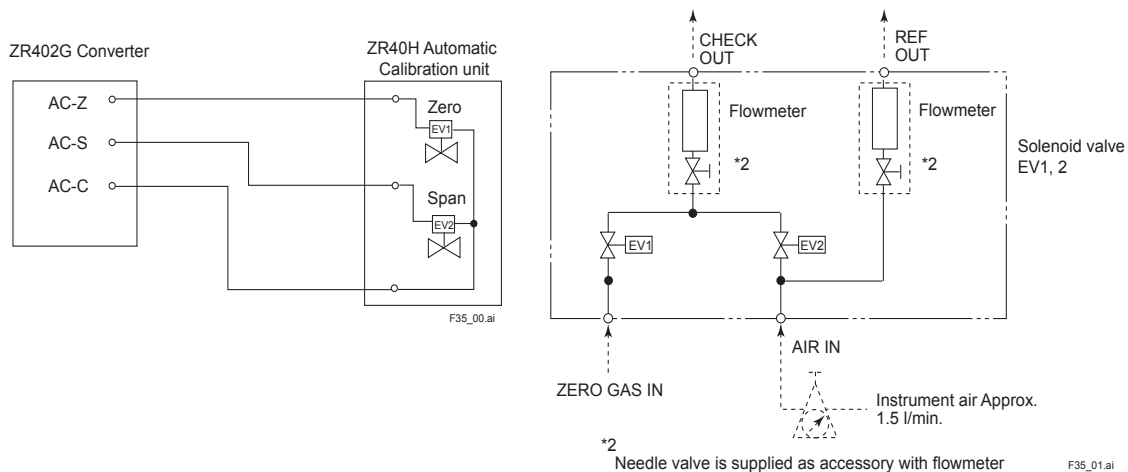 ZR402G Converter
AC-Z
AC-S
AC-C
ZR40H Automatic
Calibration unit
Zero
EV1
Span
EV2
F35_00.ai
CHECK
OUT
REF
OUT
Flowmeter
*2
Flowmeter
*2
Solenoid valve
EV1, 2
EV1
EV2
ZERO GAS IN
AIR IN
Instrument air Approx.
1.5 l/min.
*2
Needle valve is supplied as accessory with flowmeter
F35_01.ai